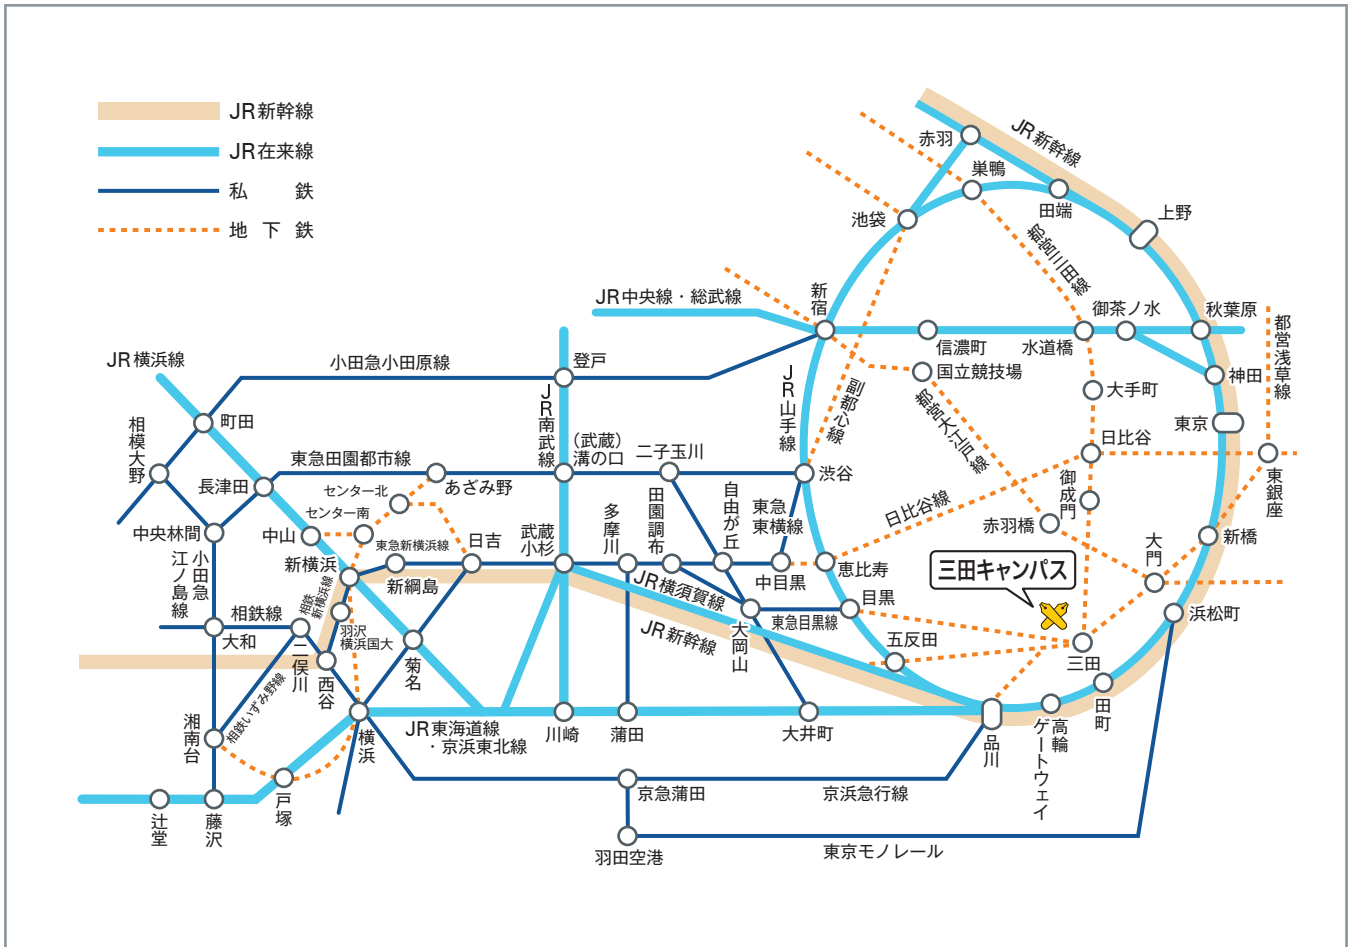 JR新幹線
JR在来線
私　鉄
地下鉄
JR新幹線
赤羽
巣鴨
田端
上野
池袋
都営三田線
JR中央線・総武線
新宿
御茶ノ水
秋葉原
信濃町
水道橋
都営浅草線
JR横浜線
小田急小田原線
登戸
JR南武線
JR山手線
副都心線
国立競技場
都営大江戸線
大手町
神田
町田
相模大野
東急田園都市線
（武蔵）
溝の口
二子玉川
渋谷
東京
日比谷
東銀座
長津田
センター北
あざみ野
センター南
中央林間
中山
東急新横浜線
日吉
武蔵
小杉
多摩川
田園調布
自由が丘
東急
東横線
日比谷線
御成門
赤羽橋
新橋
大門
小田急
江ノ島線
新横浜
新綱島
中目黒
恵比寿
三田キャンパス
JR横須賀線
JR新幹線
相鉄
新横浜線
相鉄線
大和
二俣川
羽沢
横浜国大
西谷
菊名
大岡山
東急目黒線
目黒
五反田
三田
浜松町
相鉄いずみ野線
湘南台
横浜
JR東海道線
・京浜東北線
川崎
蒲田
大井町
品川
高輪
ゲートウェイ
田町
戸塚
辻堂
藤沢
京急蒲田
京浜急行線
羽田空港
東京モノレール